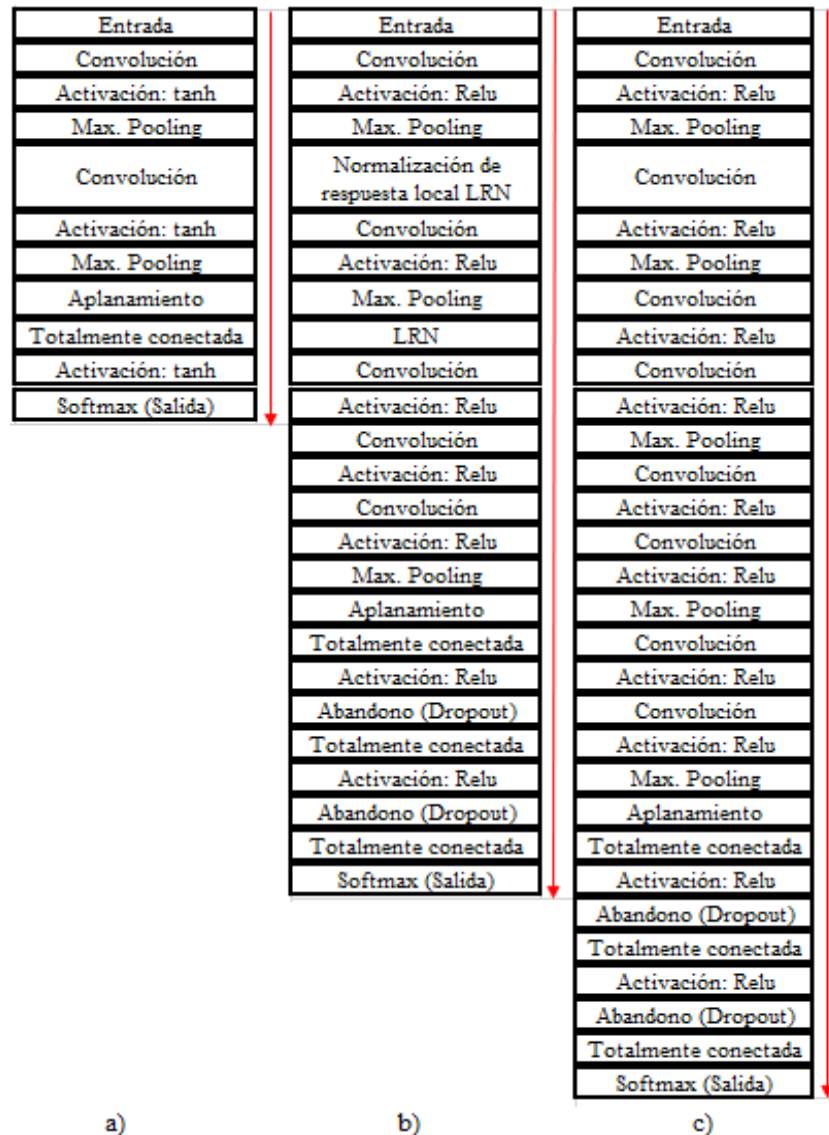 Entrada
Convolución
Activación: tanh
Max. Pooling
Convolución
Activación: tanh
Max. Pooling
Aplanamiento
Totalmente conectada
Activación: tanh
Softmax (Salida)
a)
Entrada
Convolución
Activación: Relu
Max. Pooling
Normalización de
respuesta local LRN
Convolución
Activación: Relu
Max. Pooling
LRN
Convolución
Activación: Relu
Convolución
Activación: Relu
Convolución
Activación: Relu
Max. Pooling
Aplanamiento
Totalmente conectada
Activación: Relu
Abandono (Dropout)
Totalmente conectada
Activación: Relu
Abandono (Dropout)
Totalmente conectada
Softmax (Salida)
b)
Entrada
Convolución
Activación: Relu
Max. Pooling
Convolución
Activación: Relu
Max. Pooling
Convolución
Activación: Relu
Convolución
Activación: Relu
Max. Pooling
Convolución
Activación: Relu
Convolución
Activación: Relu
Max. Pooling
Convolución
Activación: Relu
Convolución
Activación: Relu
Max. Pooling
Aplanamiento
Totalmente conectada
Activación: Relu
Abandono (Dropout)
Totalmente conectada
Activación: Relu
Abandono (Dropout)
Totalmente conectada
Softmax (Salida)
c)